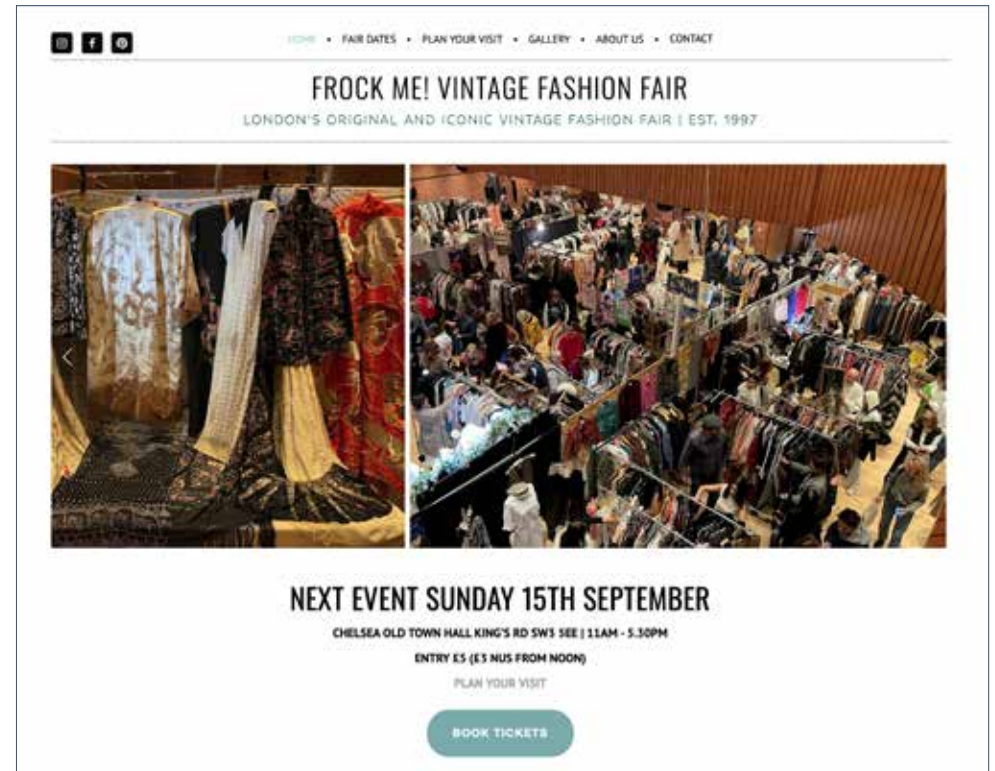 HOME • FAIR DATES • PLAN YOUR VISIT • GALLERY • ABOUT US • CONTACT
FROCK ME! VINTAGE FASHION FAIR
LONDON'S ORIGINAL AND ICONIC VINTAGE FASHION FAIR | EST. 1997
NEXT EVENT SUNDAY 15TH SEPTEMBER
CHELSEA OLD TOWN HALL KING'S RD SW3 5EE | 11AM - 5.30PM
ENTRY £5 (£3 NUS FROM NOON)
PLAN YOUR VISIT
BOOK TICKETS